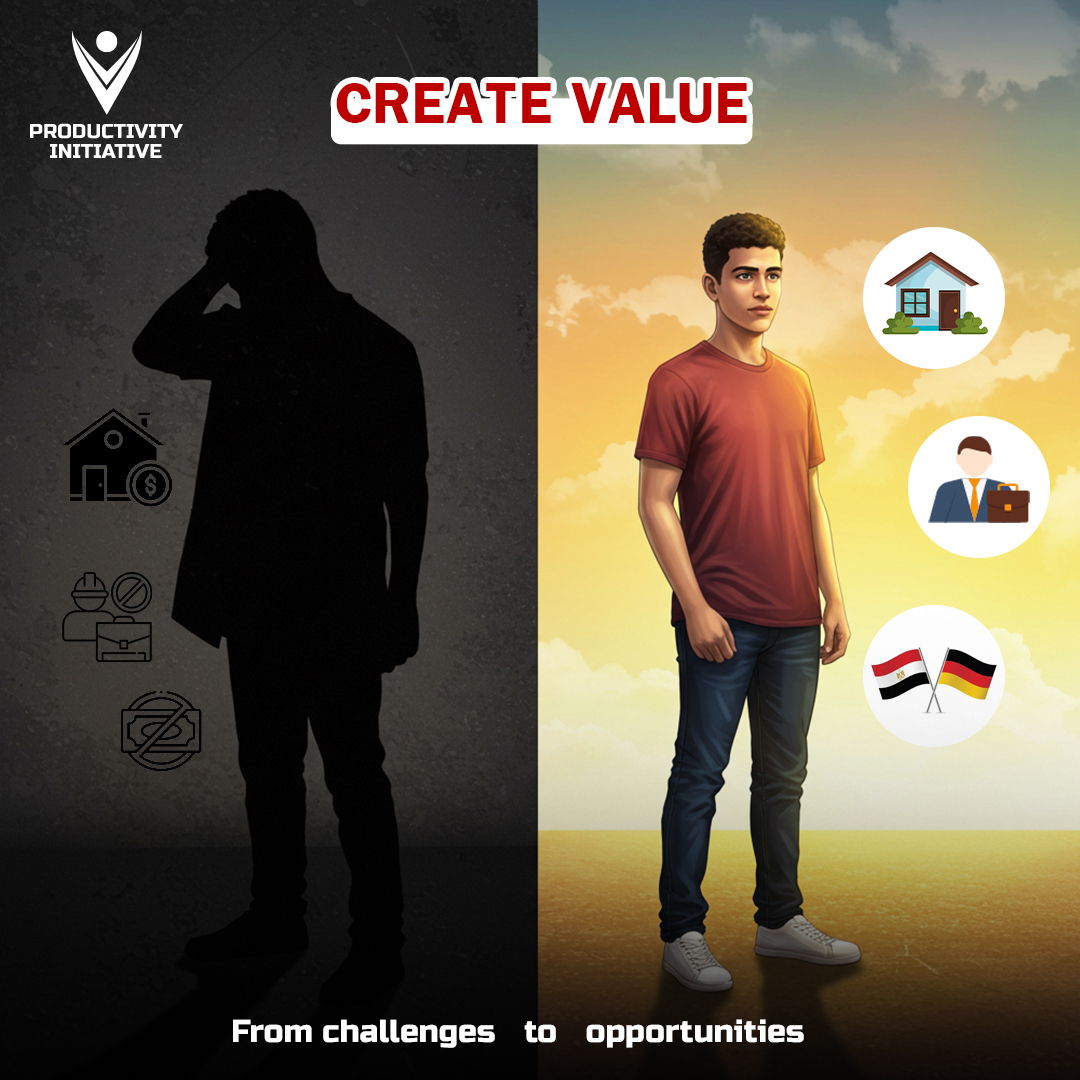 PRODUCTIVITY
INITIATIVE
CREATE VALUE
$
From challenges to opportunities